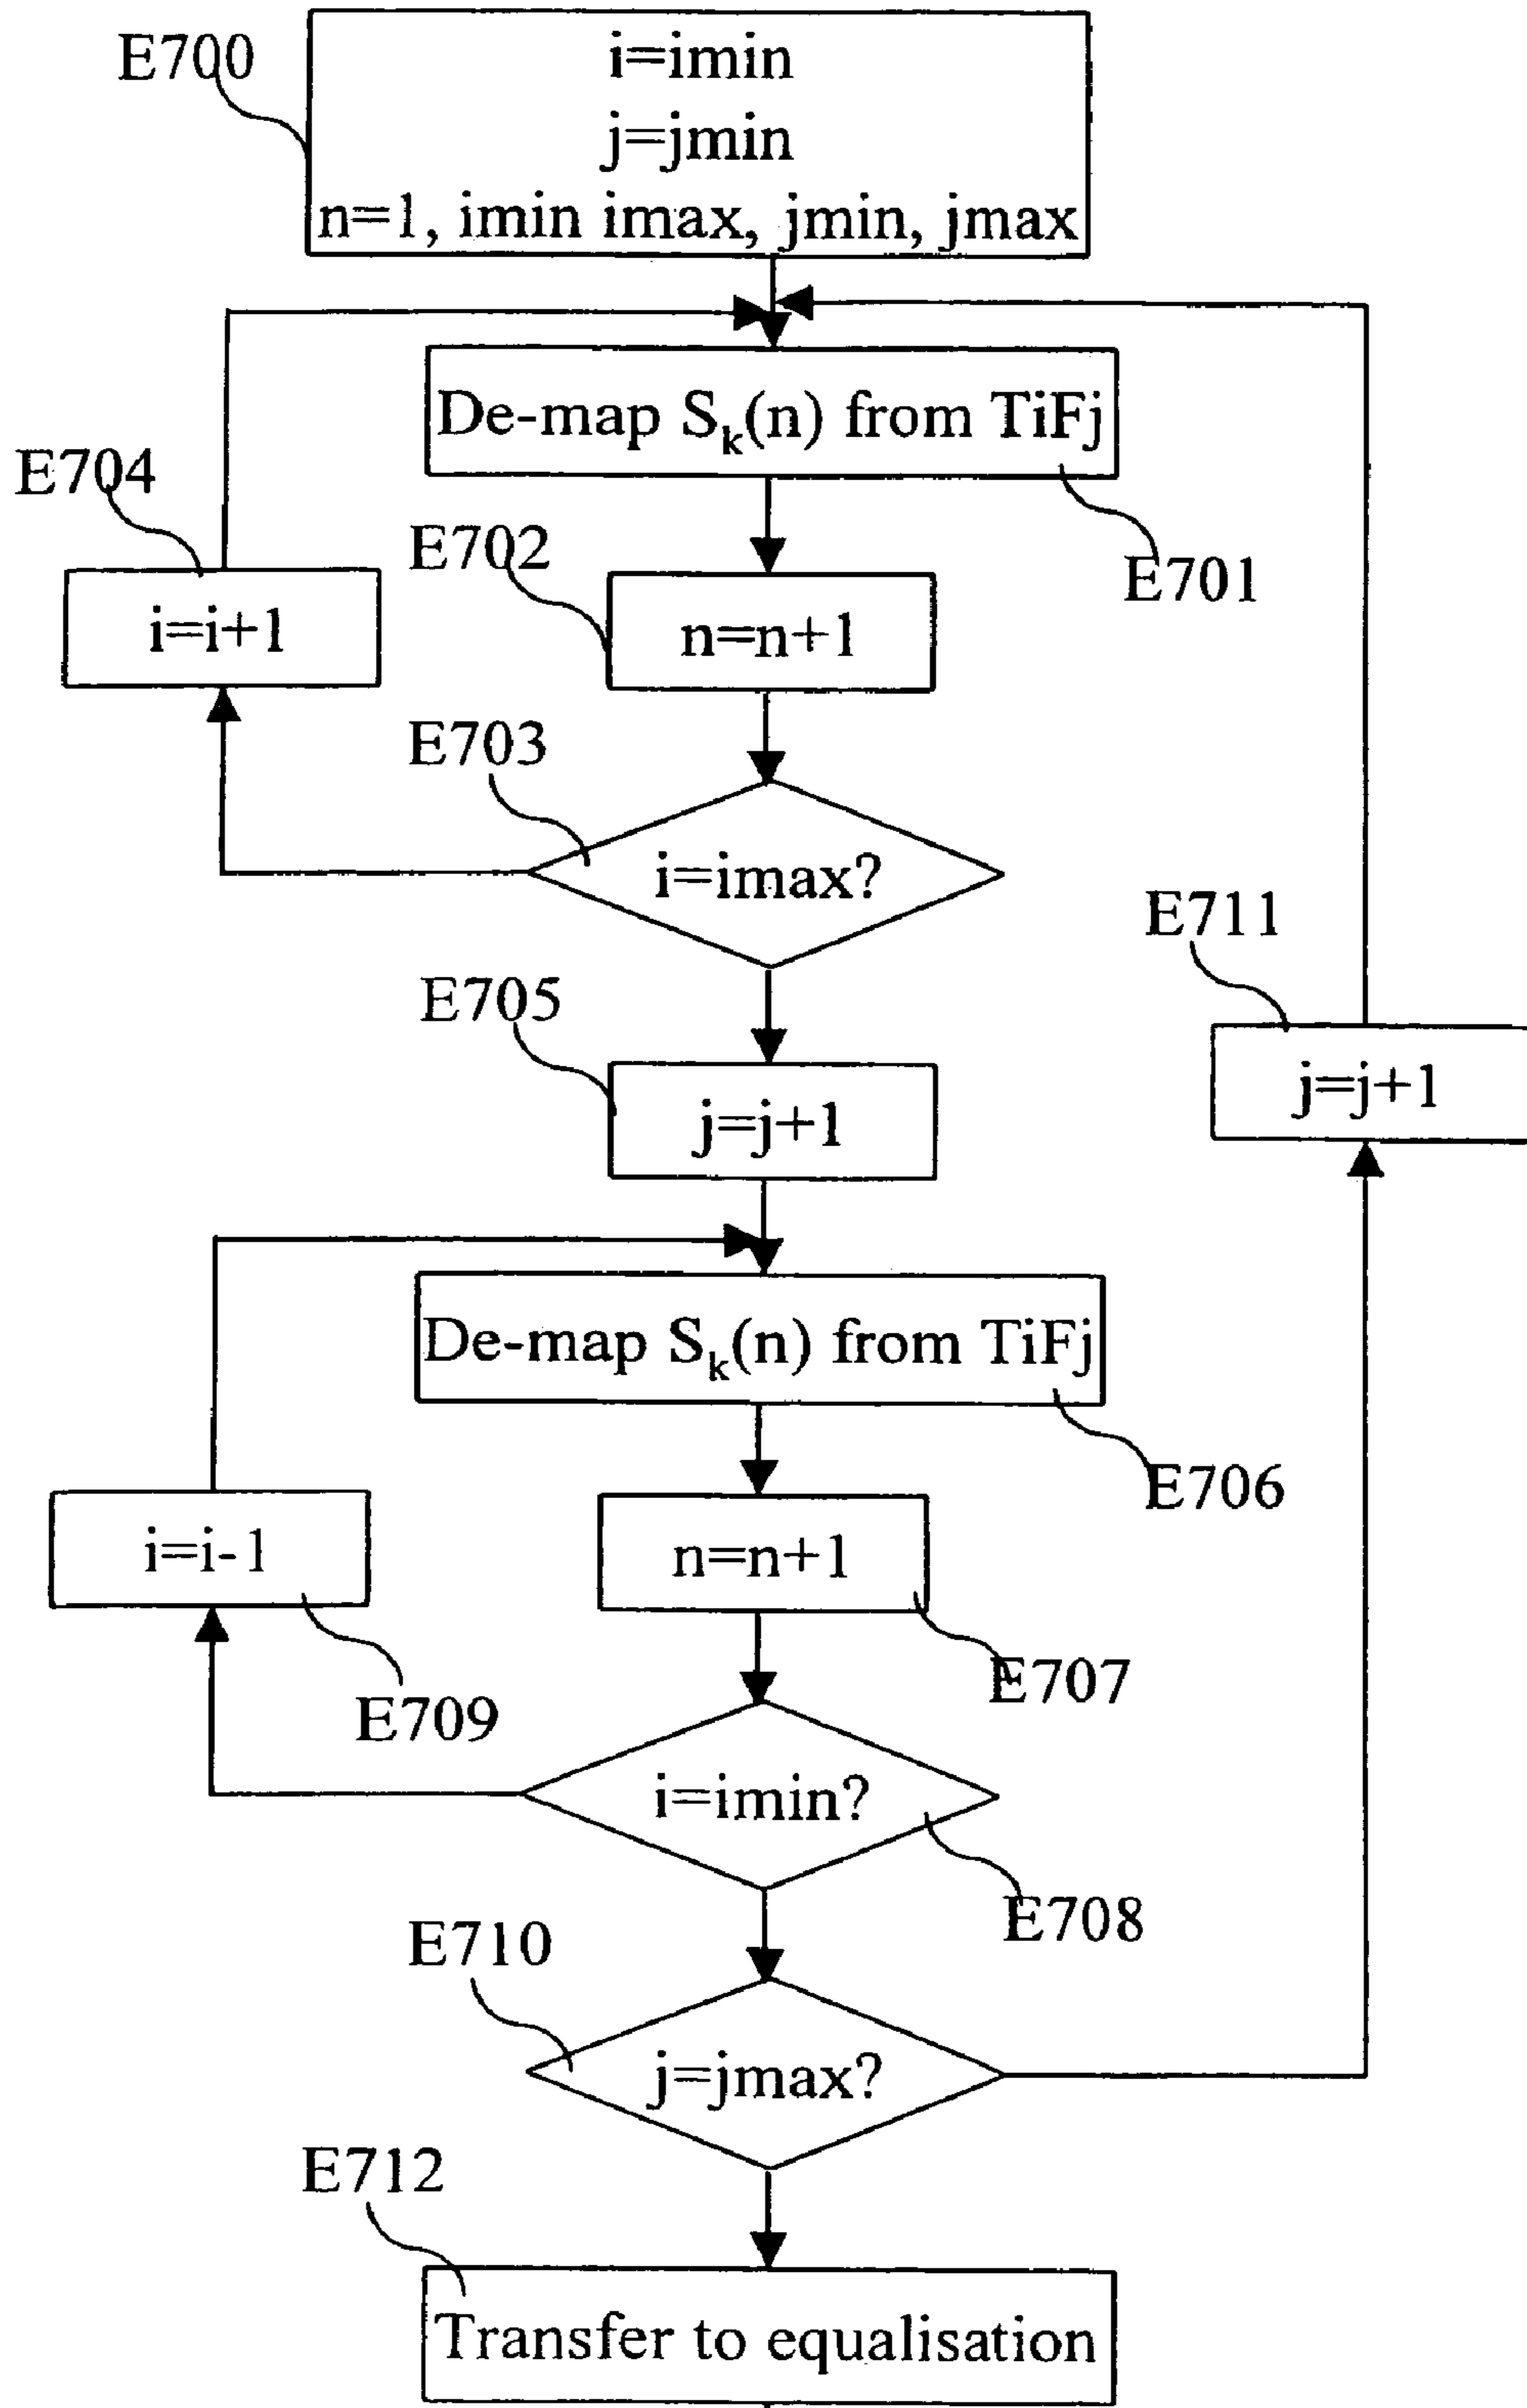 E700
i=imin
j=jmin
n=1, imin imax, jmin, jmax
De-map Sk(n) from TiFj
E704
E702
E701
i=i+1
n=n+1
E703
i=imax?
E711
E705
j=j+1
j=j+1
De-map Sk(n) from TiFj
E706
i=i-1
n=n+1
E707
E709
i=imin?
E708
E710
j=jmax?
E712
Transfer to equalisation